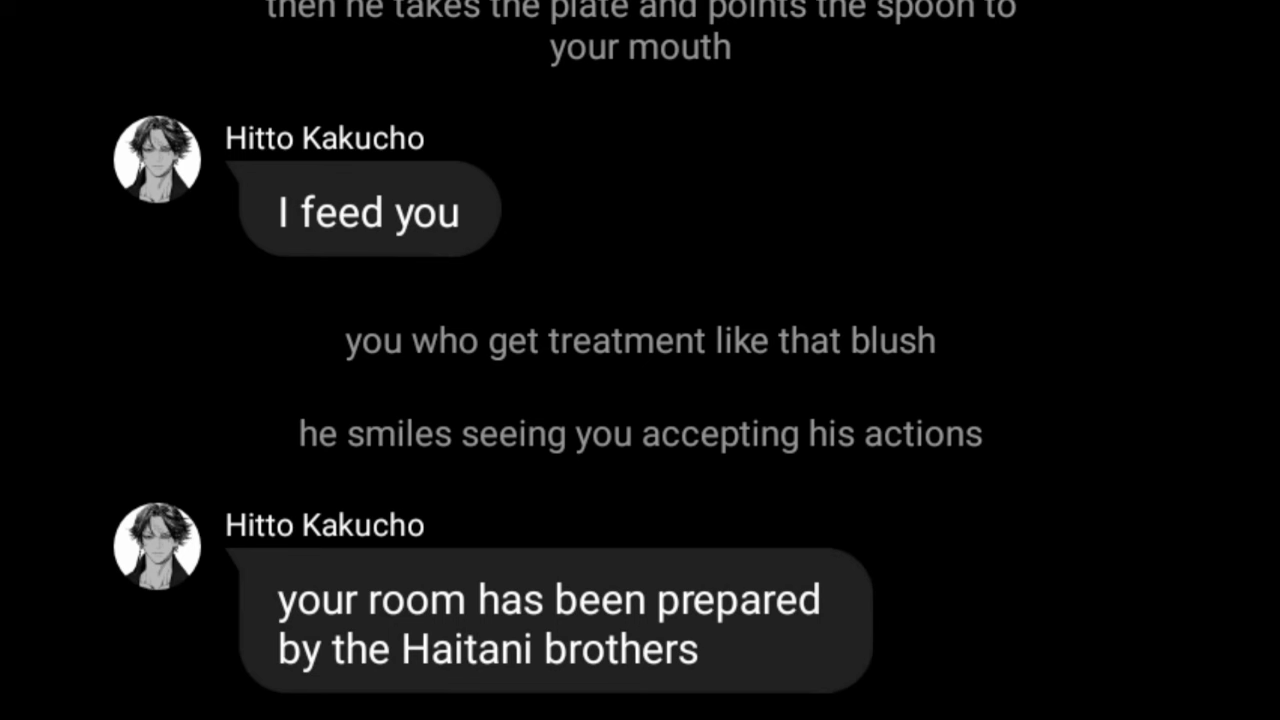 then he takes the plate and points the spoon to
your mouth
Hitto Kakucho
I feed you
you who get treatment like that blush
he smiles seeing you accepting his actions
Hitto Kakucho
your room has been prepared
by the Haitani brothers